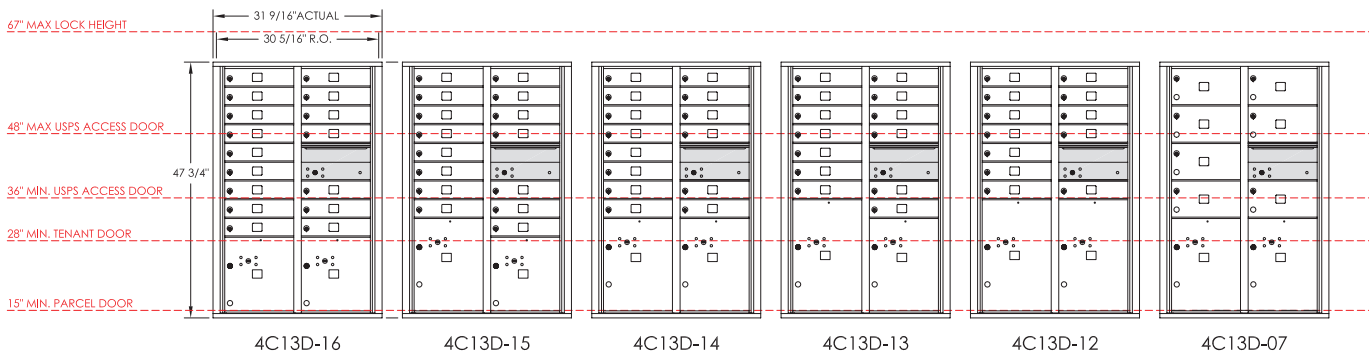 31 9/16"ACTUAL
67" MAX LOCK HEIGHT
30 5/16" R.O.
48" MAX USPS ACCESS DOOR
47 3/4"
36" MIN. USPS ACCESS DOOR
28" MIN. TENANT DOOR
15" MIN. PARCEL DOOR
4C13D-16 4C13D-15 4C13D-14 4C13D-13 4C13D-12 4C13D-07